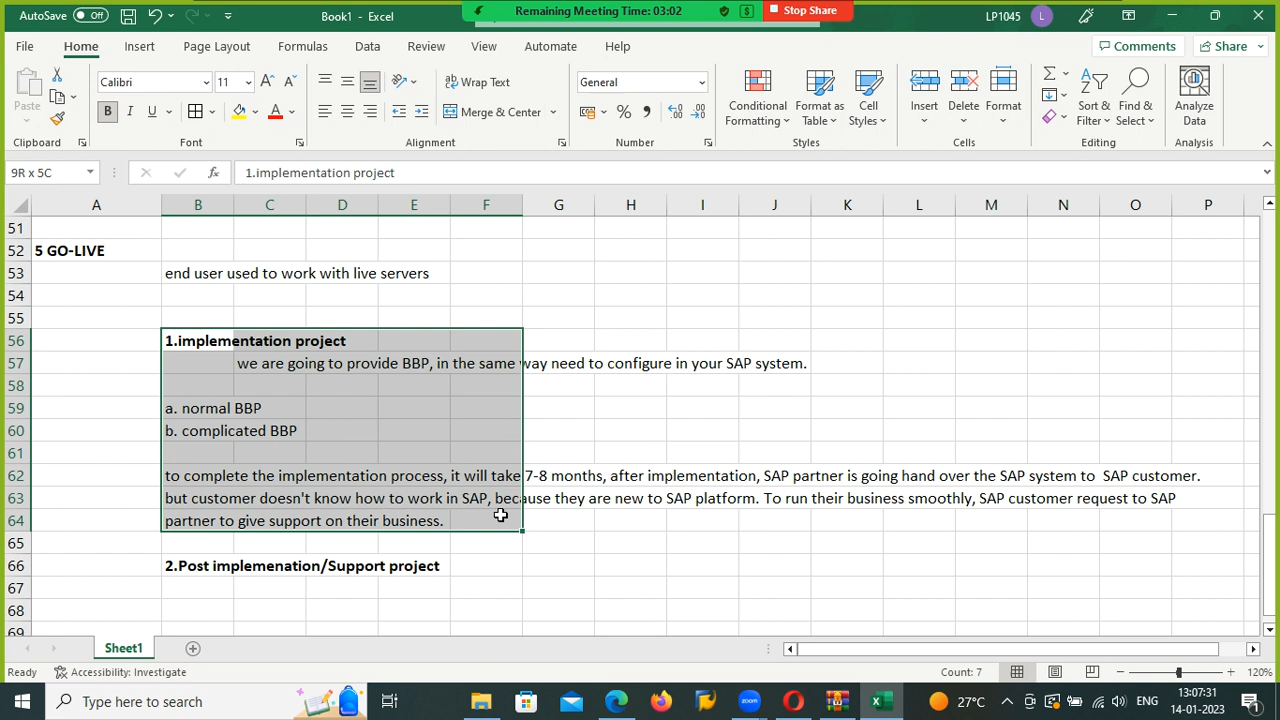 AutoSave Off Book1 - Excel Remaining Meeting Time: 03:02 $ Stop Share LP1045 L
File Home Insert Page Layout Formulas Data Review View Automate Help Comments Share
Paste Calibri 11 A A Wrap Text General Conditional Formatting Format as Table Cell Styles Insert Delete Format Sort & Filter Find & Select Analyze Data
B I U A Merge & Center %
Clipboard Font Alignment Number Styles Cells Editing Analysis
9R x 5C fx 1.implementation project
A B C D E F G H I J K L M N O P
51
52 5 GO-LIVE
53 end user used to work with live servers
54
55
56 1.implementation project
57 we are going to provide BBP, in the same way need to configure in your SAP system.
58
59 a. normal BBP
60 b. complicated BBP
61
62 to complete the implementation process, it will take 7-8 months, after implementation, SAP partner is going hand over the SAP system to SAP customer.
63 but customer doesn't know how to work in SAP, because they are new to SAP platform. To run their business smoothly, SAP customer request to SAP
64 partner to give support on their business.
65
66 2.Post implemenation/Support project
67
68
69
Sheet1
Ready Accessibility: Investigate Count: 7 120%
Type here to search zoom 27°C ENG 13:07:31
14-01-2023